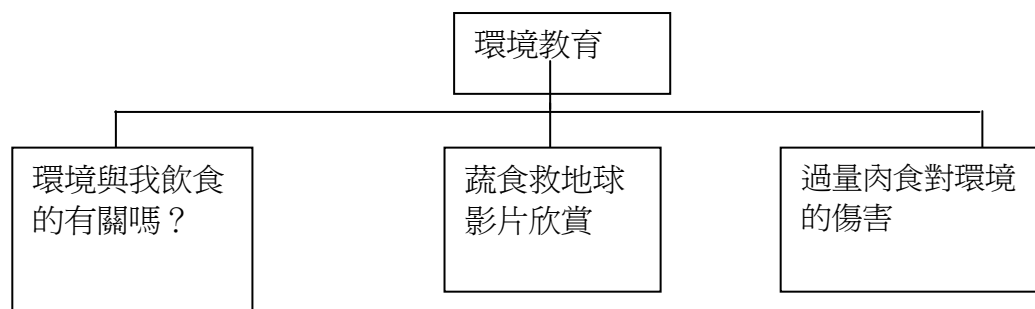 環境教育
環境與我飲食
的有關嗎？
蔬食救地球
影片欣賞
過量肉食對環境
的傷害